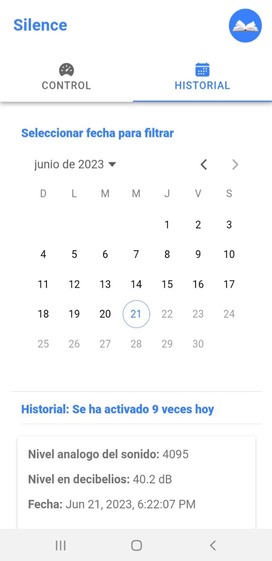 Silence
CONTROL
HISTORIAL
Seleccionar fecha para filtrar
junio de 2023
D L M M J V S
1 2 3
4 5 6 7 8 9 10
11 12 13 14 15 16 17
18 19 20 21 22 23 24
25 26 27 28 29 30
Historial: Se ha activado 9 veces hoy
Nivel analogo del sonido: 4095
Nivel en decibelios: 40.2 dB
Fecha: Jun 21, 2023, 6:22:07 PM